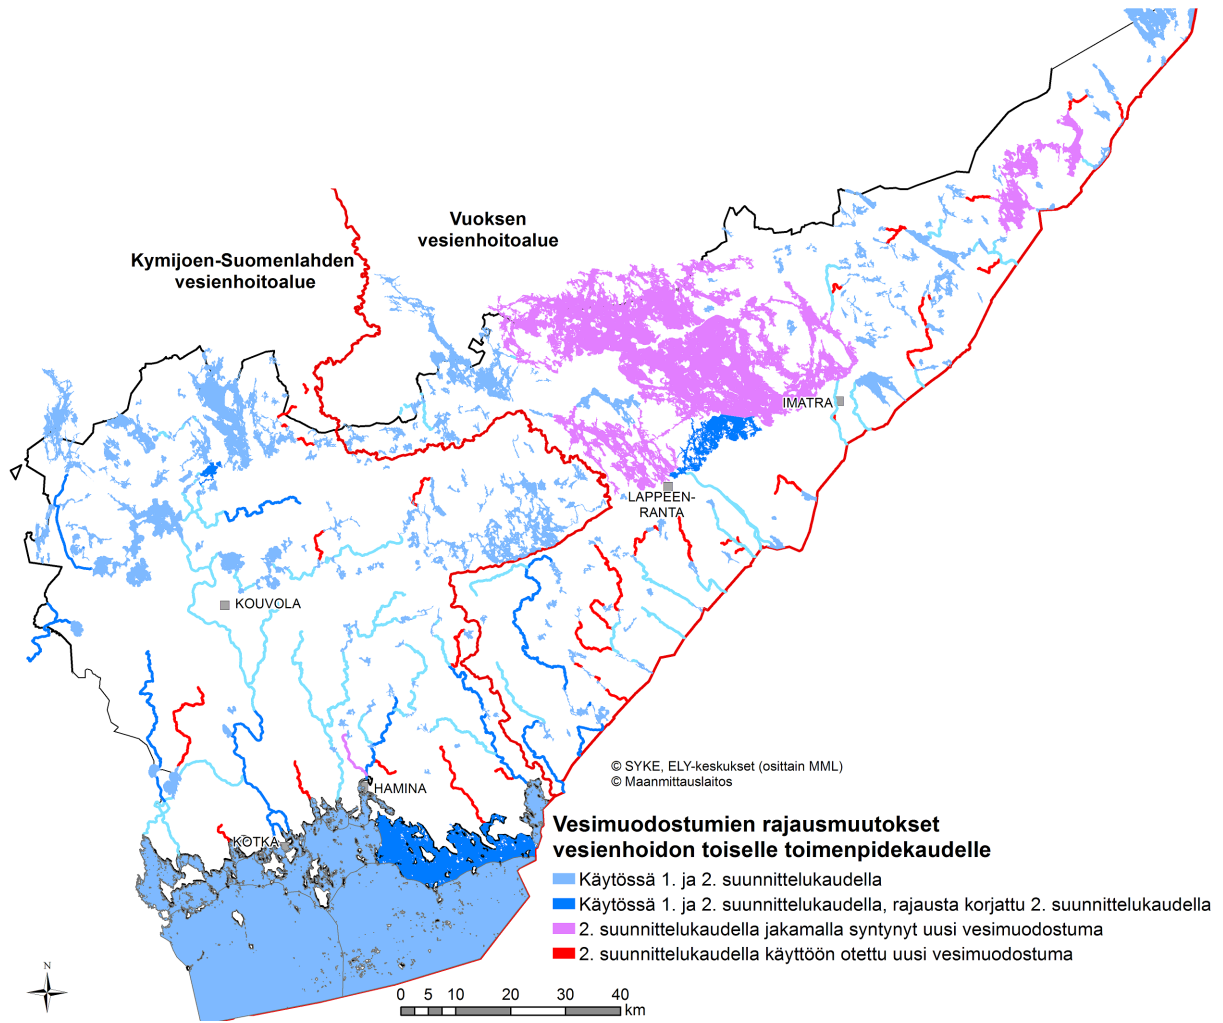 Vuoksen
vesienhoitoalue
Kymijoen-Suomenlahden
vesienhoitoalue
IMATRA
LAPPEEN-
RANTA
KOUVOLA
© SYKE, ELY-keskukset (osittain MML)
© Maanmittauslaitos
HAMINA
KOTKA
Vesimuodostumien rajausmuutokset
vesienhoidon toiselle toimenpidekaudelle
Käytössä 1. ja 2. suunnittelukaudella
Käytössä 1. ja 2. suunnittelukaudella, rajausta korjattu 2. suunnittelukaudella
2. suunnittelukaudella jakamalla syntynyt uusi vesimuodostuma
2. suunnittelukaudella käyttöön otettu uusi vesimuodostuma
N
0 5 10 20 30 40
km